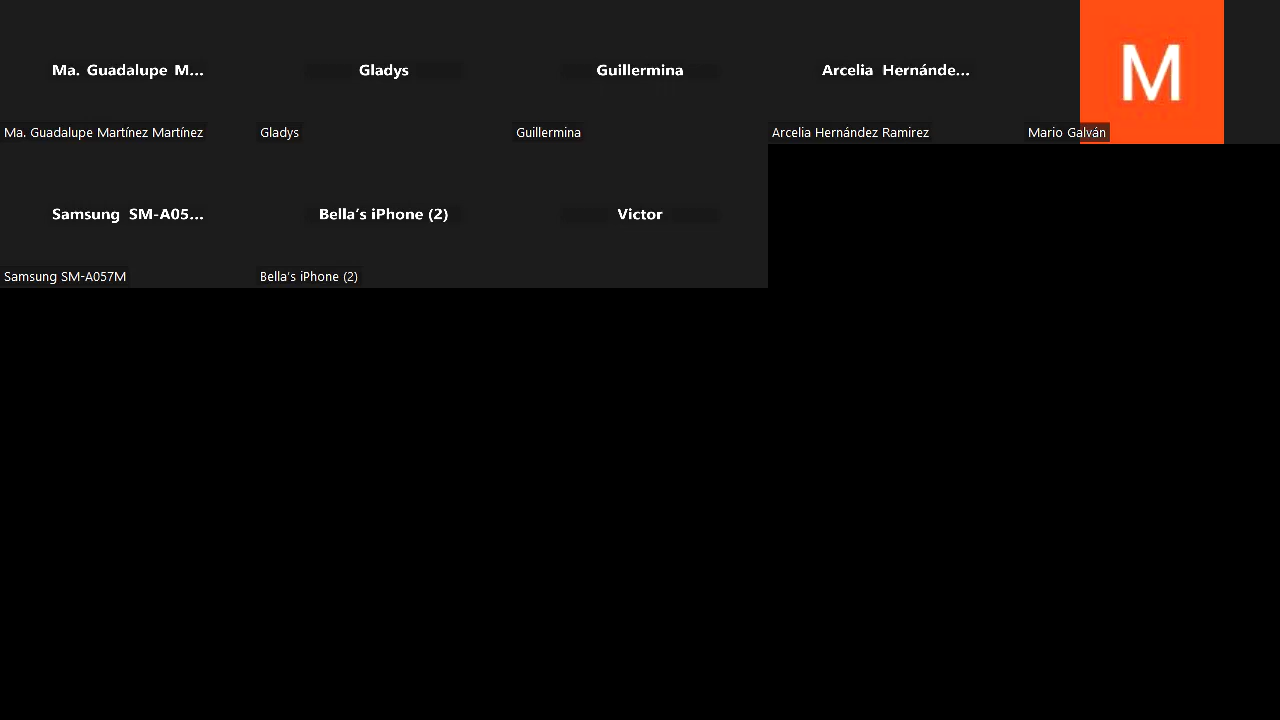 Ma. Guadalupe M...
Gladys
Guillermina
Arcelia Hernánde...
M
Ma. Guadalupe Martínez Martínez
Gladys
Guillermina
Arcelia Hernández Ramirez
Mario Galván
Samsung SM-A05...
Bella's iPhone (2)
Victor
Samsung SM-A057M
Bella's iPhone (2)